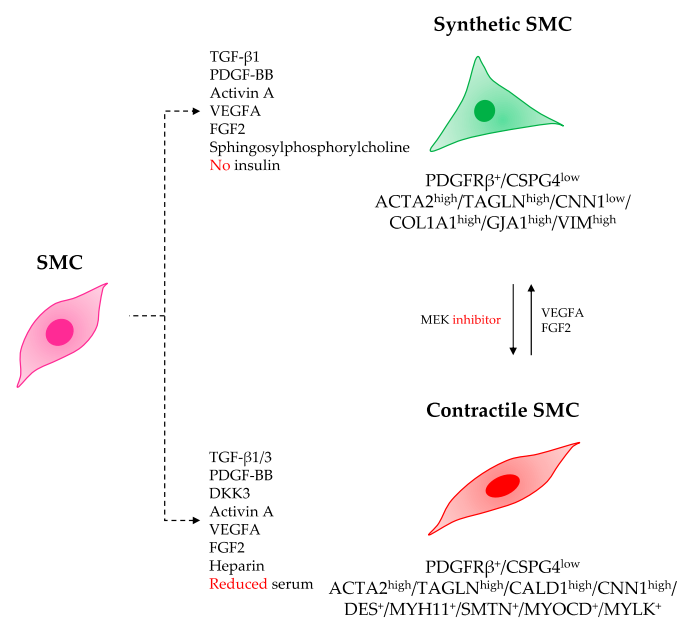 Synthetic SMC
TGF-β1
PDGF-BB
Activin A
VEGFA
FGF2
Sphingosylphosphorylcholine
No insulin
PDGFRβ⁺/CSPG4ˡᵒʷ
ACTA2ʰⁱᵍʰ/TAGLNʰⁱᵍʰ/CNN1ˡᵒʷ/
COL1A1ʰⁱᵍʰ/GJA1ʰⁱᵍʰ/VIMʰⁱᵍʰ
SMC
MEK inhibitor
VEGFA
FGF2
Contractile SMC
TGF-β1/3
PDGF-BB
DKK3
Activin A
VEGFA
FGF2
Heparin
Reduced serum
PDGFRβ⁺/CSPG4ˡᵒʷ
ACTA2ʰⁱᵍʰ/TAGLNʰⁱᵍʰ/CALD1ʰⁱᵍʰ/CNN1ʰⁱᵍʰ/
DES⁺/MYH11⁺/SMTN⁺/MYOCD⁺/MYLK⁺